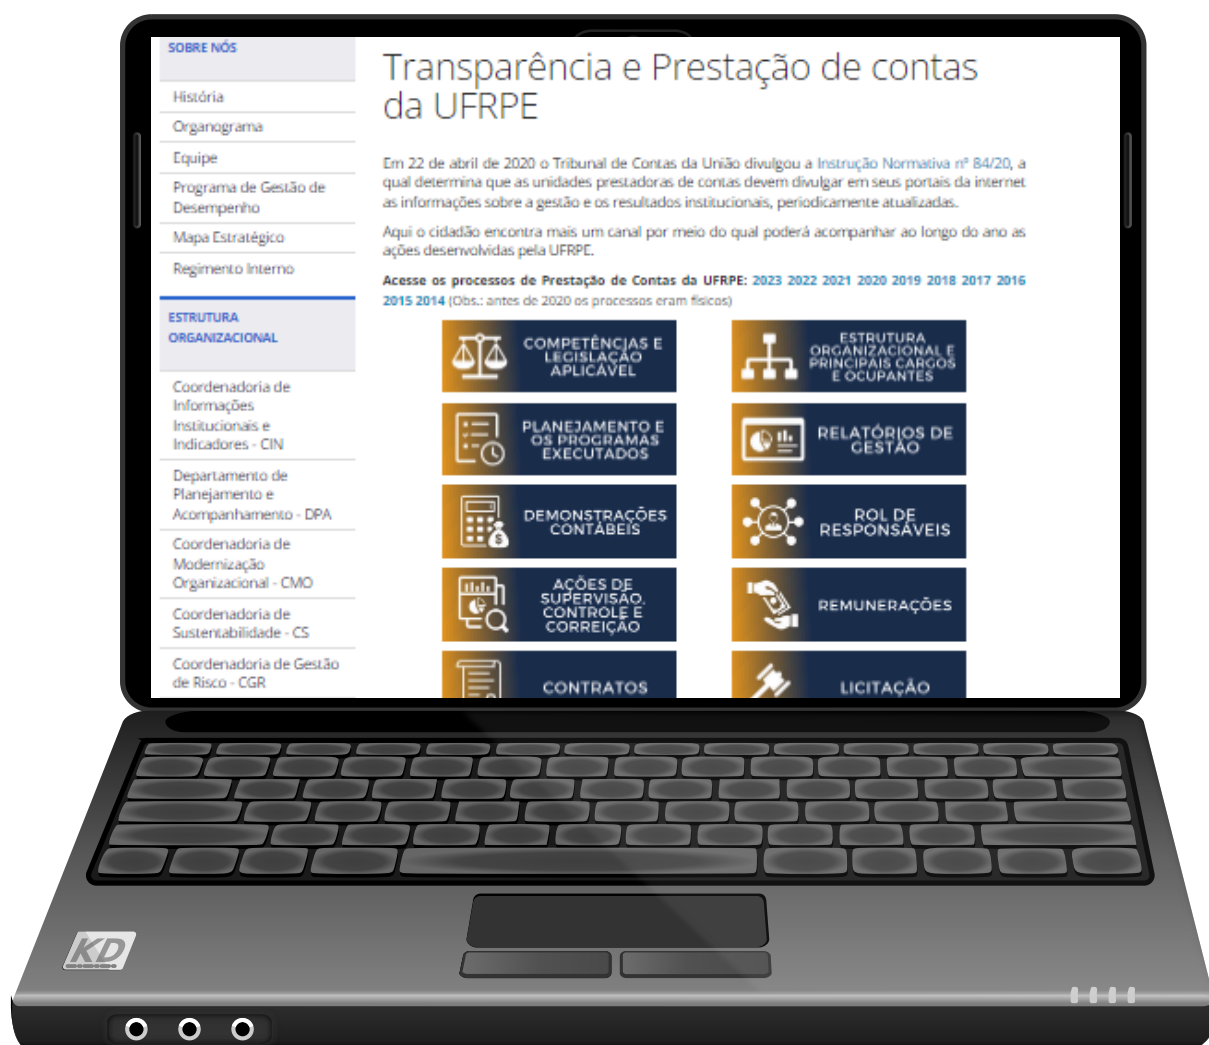 SOBRE NÓS
História
Organograma
Equipe
Programa de Gestão de
Desempenho
Mapa Estratégico
Regimento Interno
ESTRUTURA
ORGANIZACIONAL
Coordenadoria de
Informações
Institucionais e
Indicadores - CIN
Departamento de
Planejamento e
Acompanhamento - DPA
Coordenadoria de
Modernização
Organizacional - CMO
Coordenadoria de
Sustentabilidade - CS
Coordenadoria de Gestão
de Risco - CGR
Transparência e Prestação de contas
da UFRPE
Em 22 de abril de 2020 o Tribunal de Contas da União divulgou a Instrução Normativa nº 84/20, a
qual determina que as unidades prestadoras de contas devem divulgar em seus portais da internet
as informações sobre a gestão e os resultados institucionais, periodicamente atualizadas.
Aqui o cidadão encontra mais um canal por meio do qual poderá acompanhar ao longo do ano as
ações desenvolvidas pela UFRPE.
Acesse os processos de Prestação de Contas da UFRPE: 2023 2022 2021 2020 2019 2018 2017 2016
2015 2014 (Obs.: antes de 2020 os processos eram físicos)
COMPETÊNCIAS E
LEGISLAÇÃO
APLICÁVEL
ESTRUTURA
ORGANIZACIONAL E
PRINCIPAIS CARGOS
E OCUPANTES
PLANEJAMENTO E
OS PROGRAMAS
EXECUTADOS
RELATÓRIOS DE
GESTÃO
DEMONSTRAÇÕES
CONTÁBEIS
ROL DE
RESPONSÁVEIS
AÇÕES DE
SUPERVISÃO,
CONTROLE E
CORREIÇÃO
REMUNERAÇÕES
CONTRATOS
LICITAÇÃO
KD